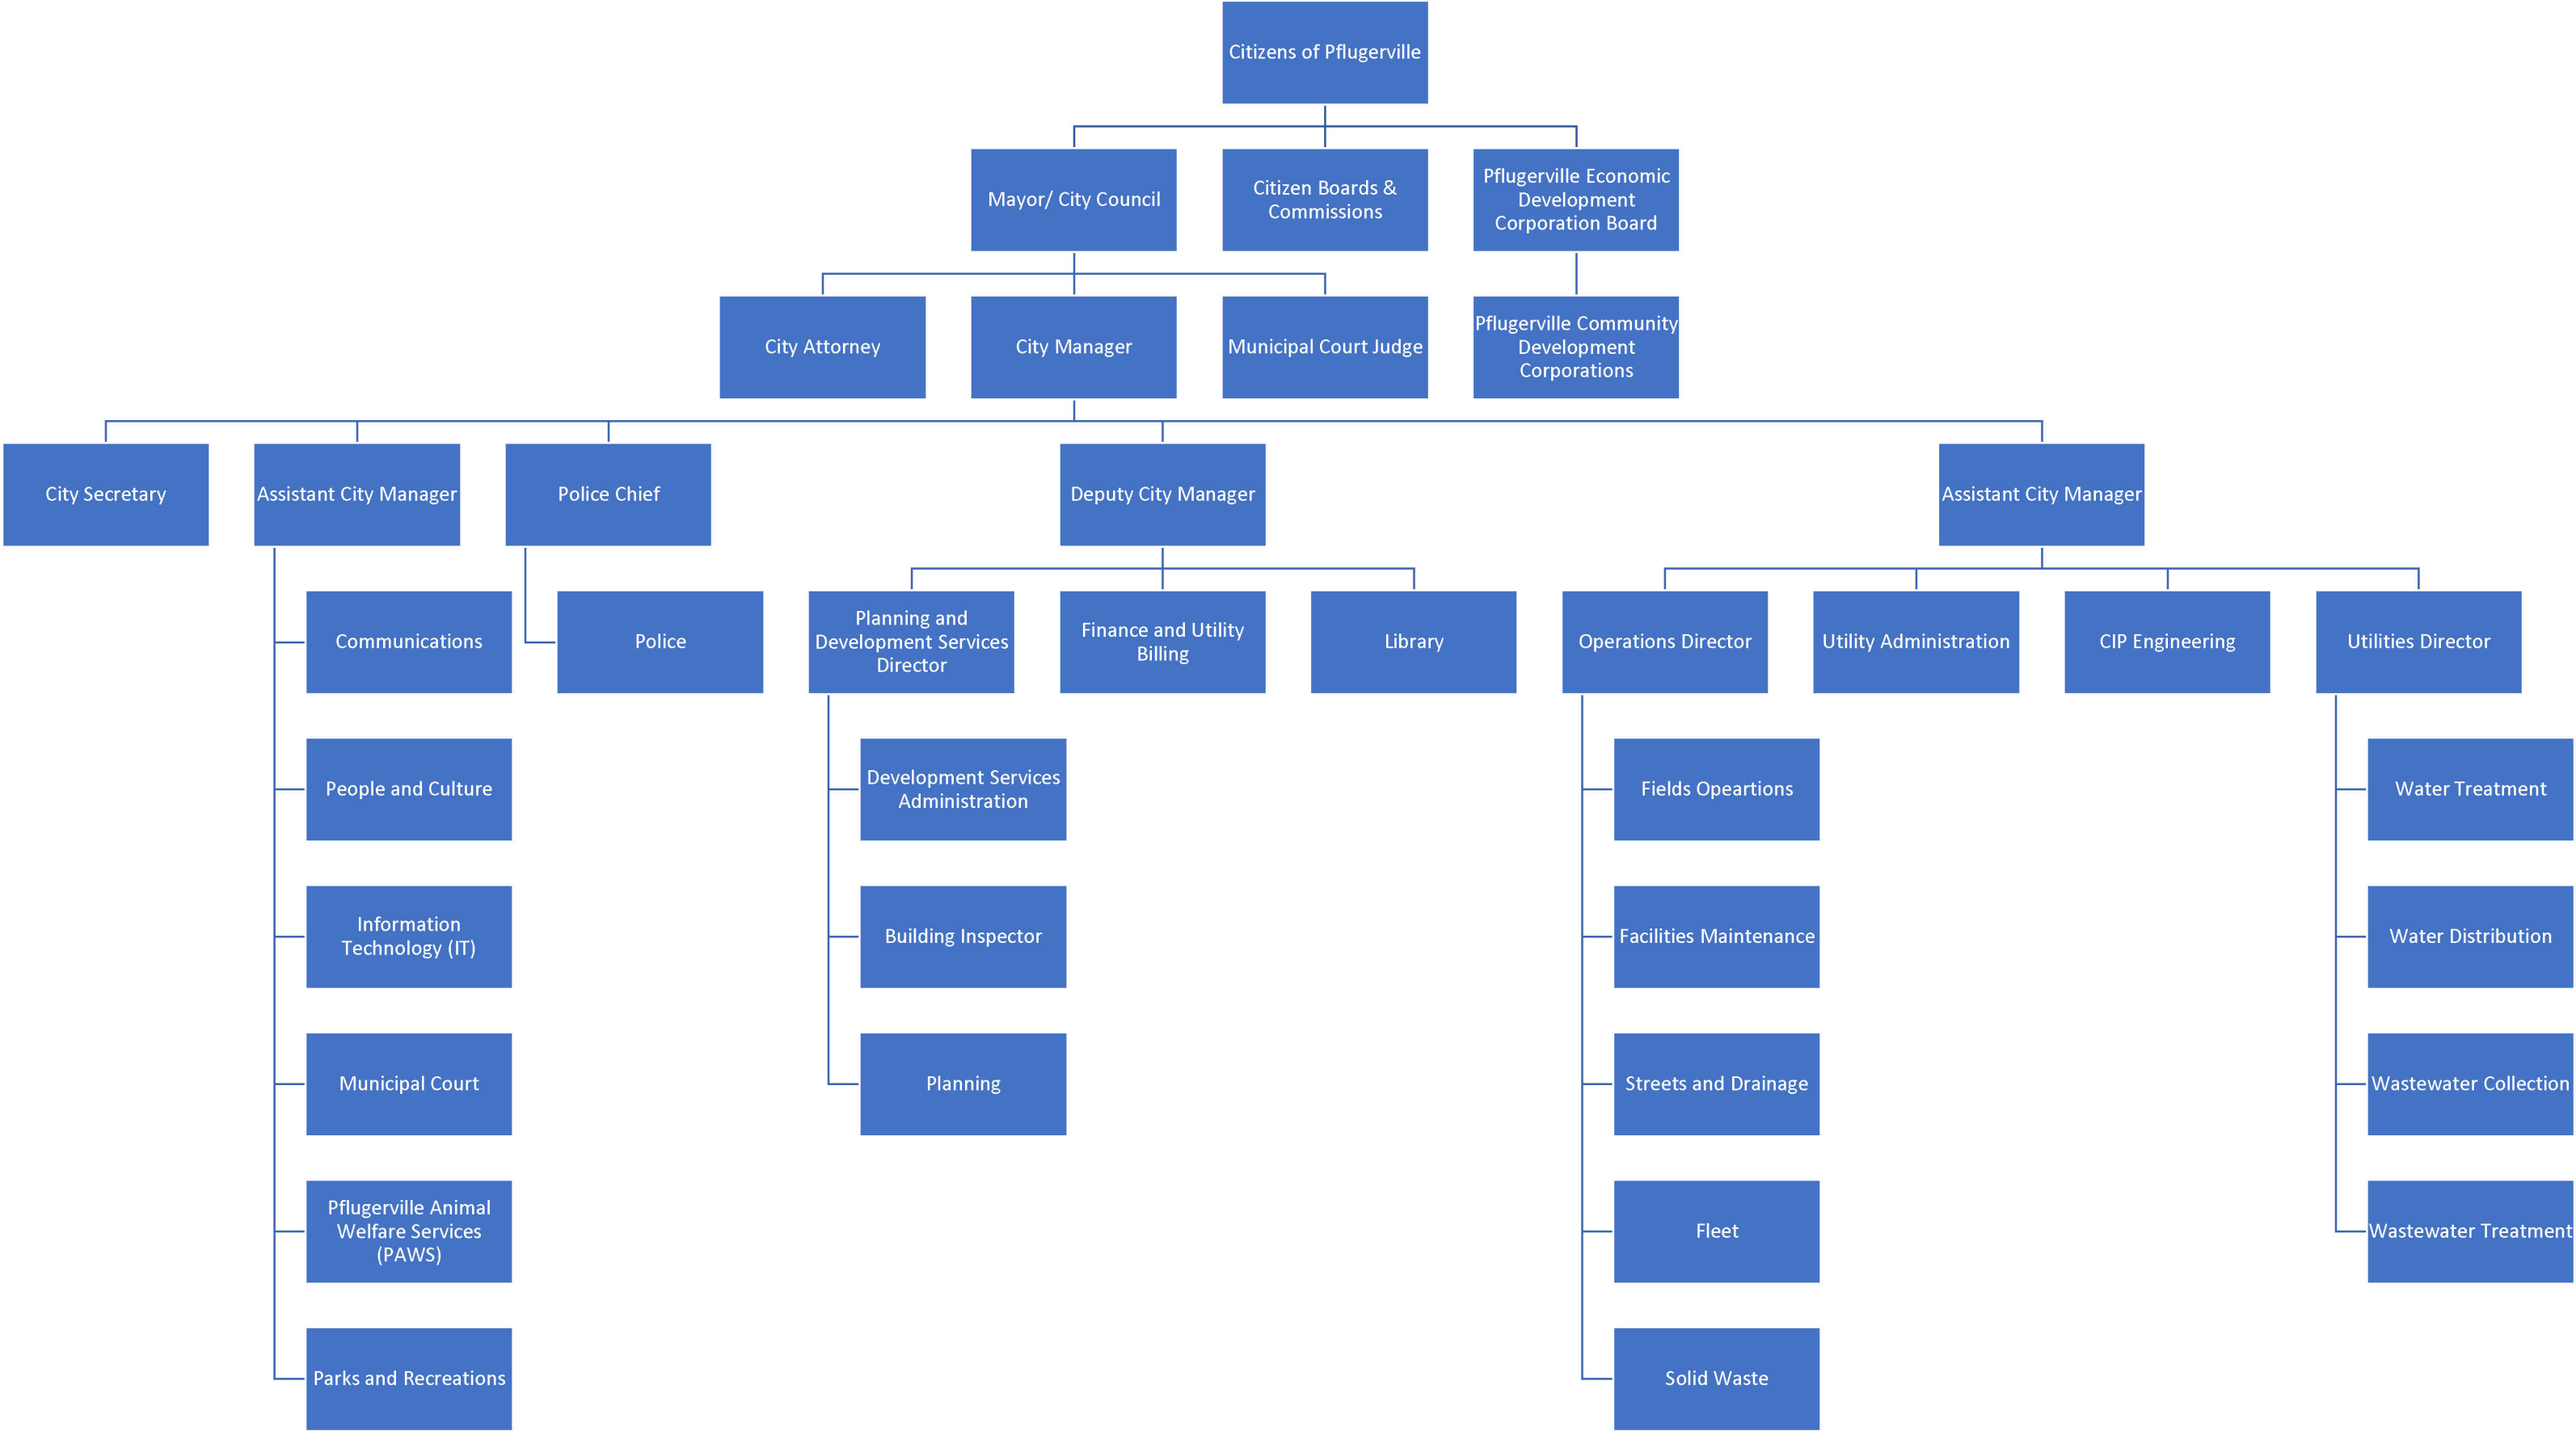 Citizens of Pflugerville
Mayor/ City Council
Citizen Boards &
Commissions
Pflugerville Economic
Development
Corporation Board
City Attorney
City Manager
Municipal Court Judge
Pflugerville Community
Development
Corporations
City Secretary
Assistant City Manager
Police Chief
Deputy City Manager
Assistant City Manager
Communications
Police
Planning and
Development Services
Director
Finance and Utility
Billing
Library
Operations Director
Utility Administration
CIP Engineering
Utilities Director
People and Culture
Development Services
Administration
Fields Opeartions
Water Treatment
Information
Technology (IT)
Building Inspector
Facilities Maintenance
Water Distribution
Municipal Court
Planning
Streets and Drainage
Wastewater Collection
Pflugerville Animal
Welfare Services
(PAWS)
Fleet
Wastewater Treatment
Parks and Recreations
Solid Waste